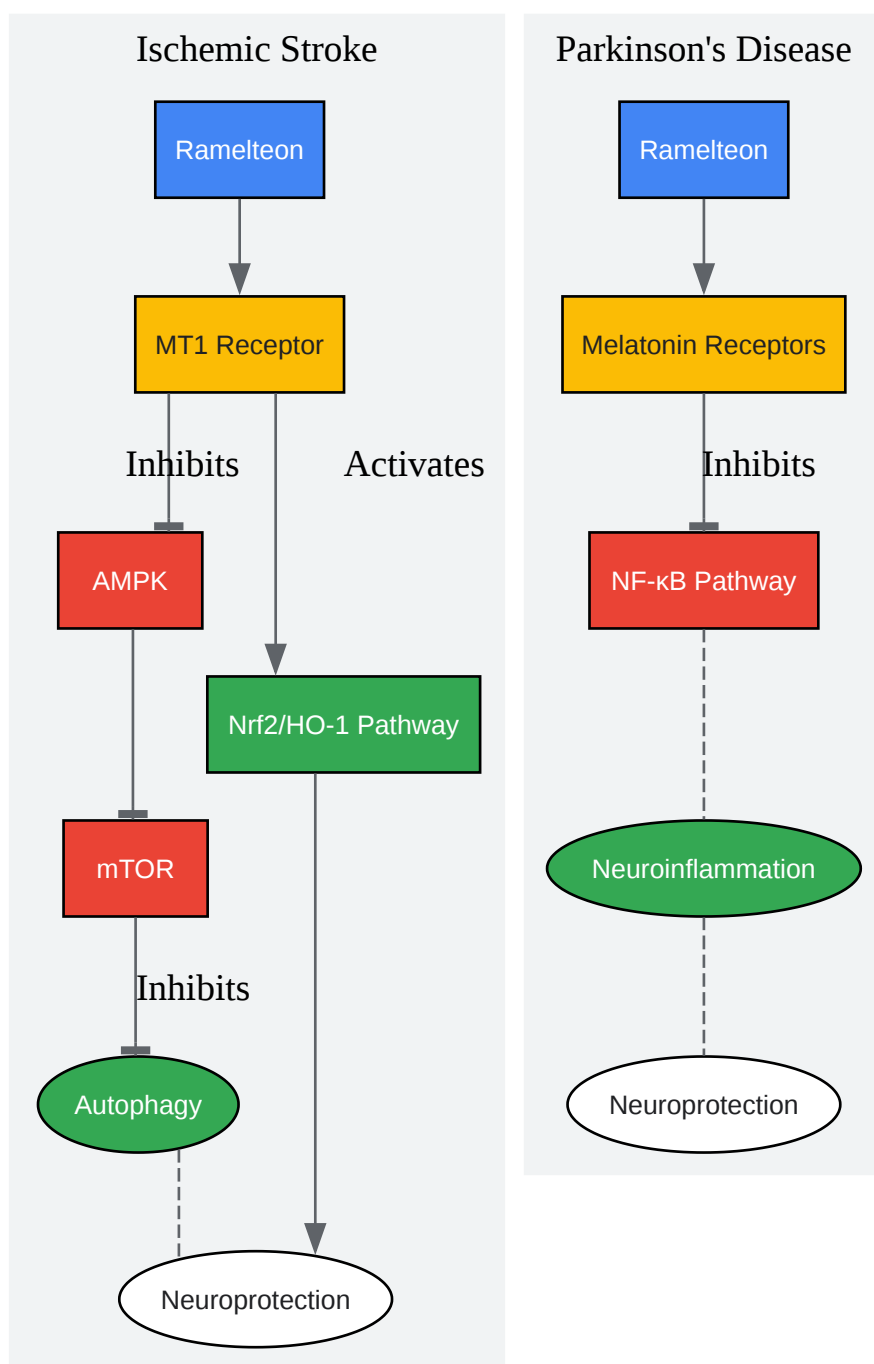 Ischemic Stroke
Ramelteon
MT1 Receptor
Inhibits
Activates
AMPK
Nrf2/HO-1 Pathway
mTOR
Inhibits
Autophagy
Neuroprotection
Parkinson's Disease
Ramelteon
Melatonin Receptors
Inhibits
NF-κB Pathway
Neuroinflammation
Neuroprotection